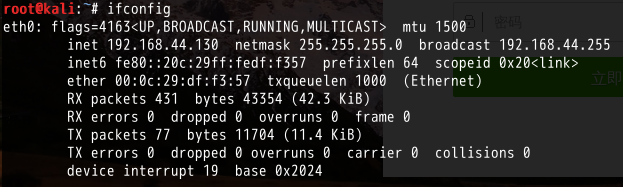 root@kali:~# ifconfig
eth0: flags=4163<UP,BROADCAST,RUNNING,MULTICAST>  mtu 1500
        inet 192.168.44.130  netmask 255.255.255.0  broadcast 192.168.44.255
        inet6 fe80::20c:29ff:fedf:f357  prefixlen 64  scopeid 0x20<link>
        ether 00:0c:29:df:f3:57  txqueuelen 1000  (Ethernet)
        RX packets 431  bytes 43354 (42.3 KiB)
        RX errors 0  dropped 0  overruns 0  frame 0
        TX packets 77  bytes 11704 (11.4 KiB)
        TX errors 0  dropped 0 overruns 0  carrier 0  collisions 0
        device interrupt 19  base 0x2024
密码
立即